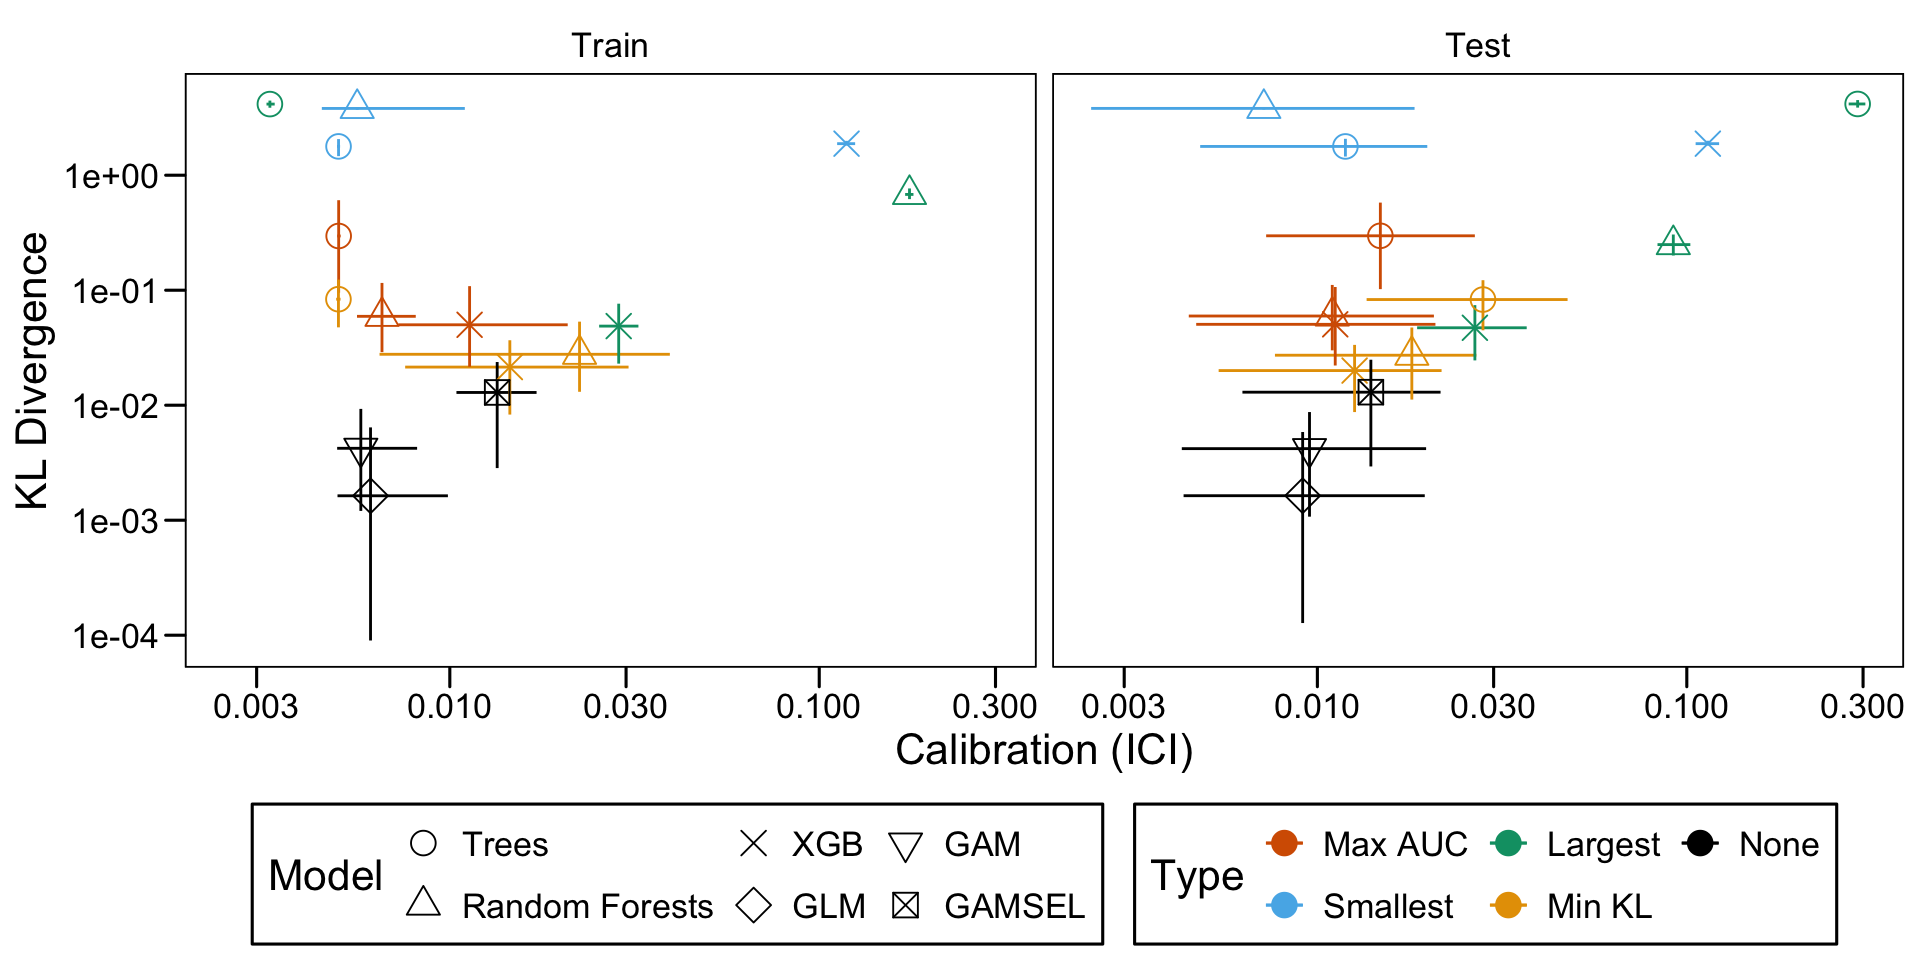 Train
Test
KL Divergence
1e+00
1e-01
1e-02
1e-03
1e-04
0.003 0.010 0.030 0.100 0.300
0.003 0.010 0.030 0.100 0.300
Calibration (ICI)
Model
Trees XGB GAM
Random Forests GLM GAMSEL
Type
Max AUC Largest None
Smallest Min KL